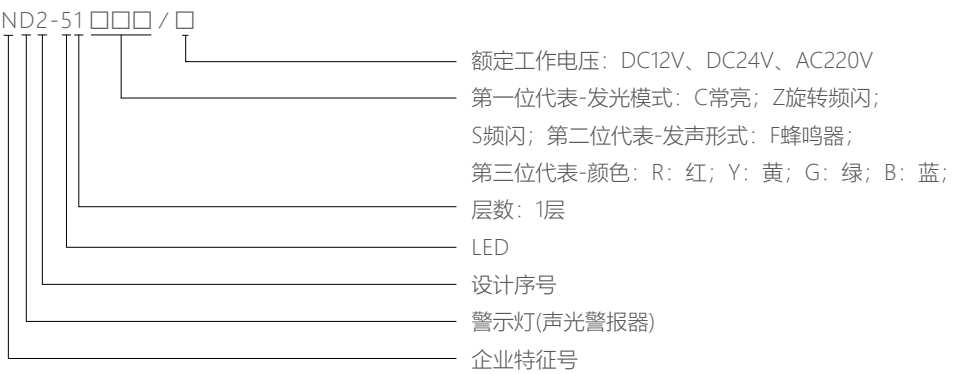 ND2-51□□□/□
额定工作电压：DC12V、DC24V、AC220V
第一位代表-发光模式：C常亮；Z旋转频闪；
S频闪；第二位代表-发声形式：F蜂鸣器；
第三位代表-颜色：R：红；Y：黄；G：绿；B：蓝；
层数：1层
LED
设计序号
警示灯(声光警报器)
企业特征号